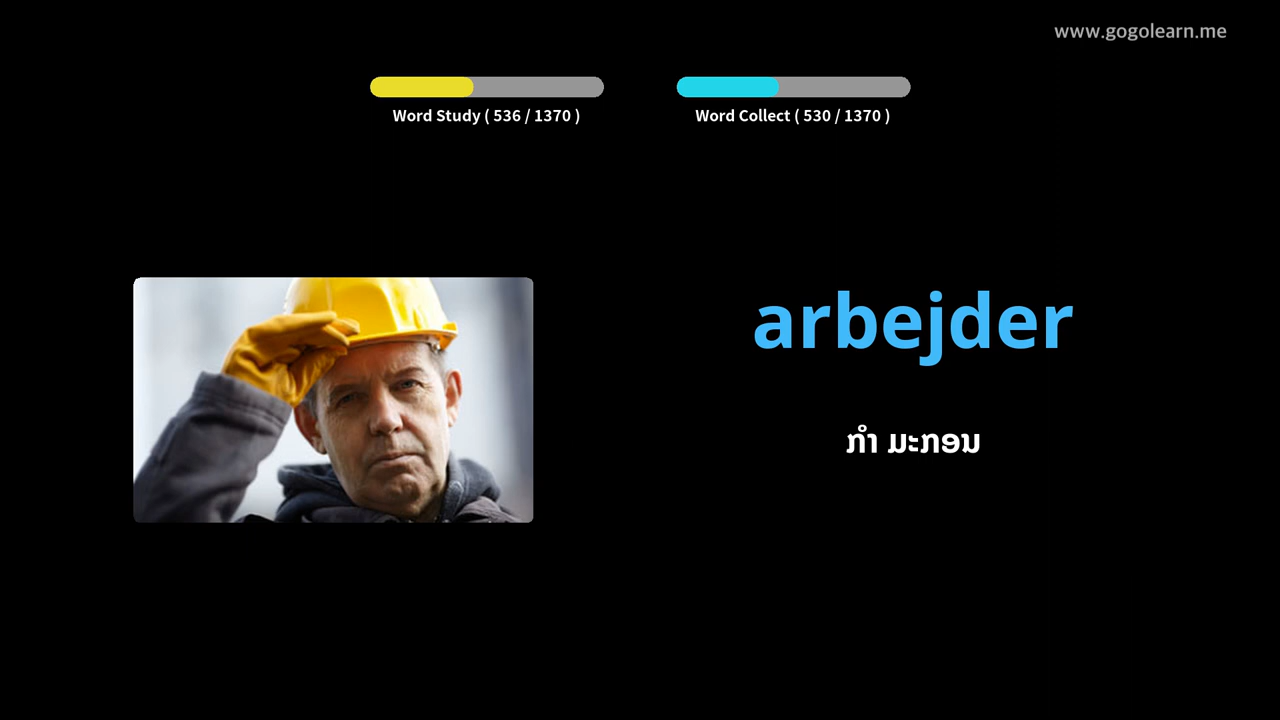 www.gogolearn.me
Word Study ( 536 / 1370 )
Word Collect ( 530 / 1370 )
arbejder
ກຳ ມະກອນ